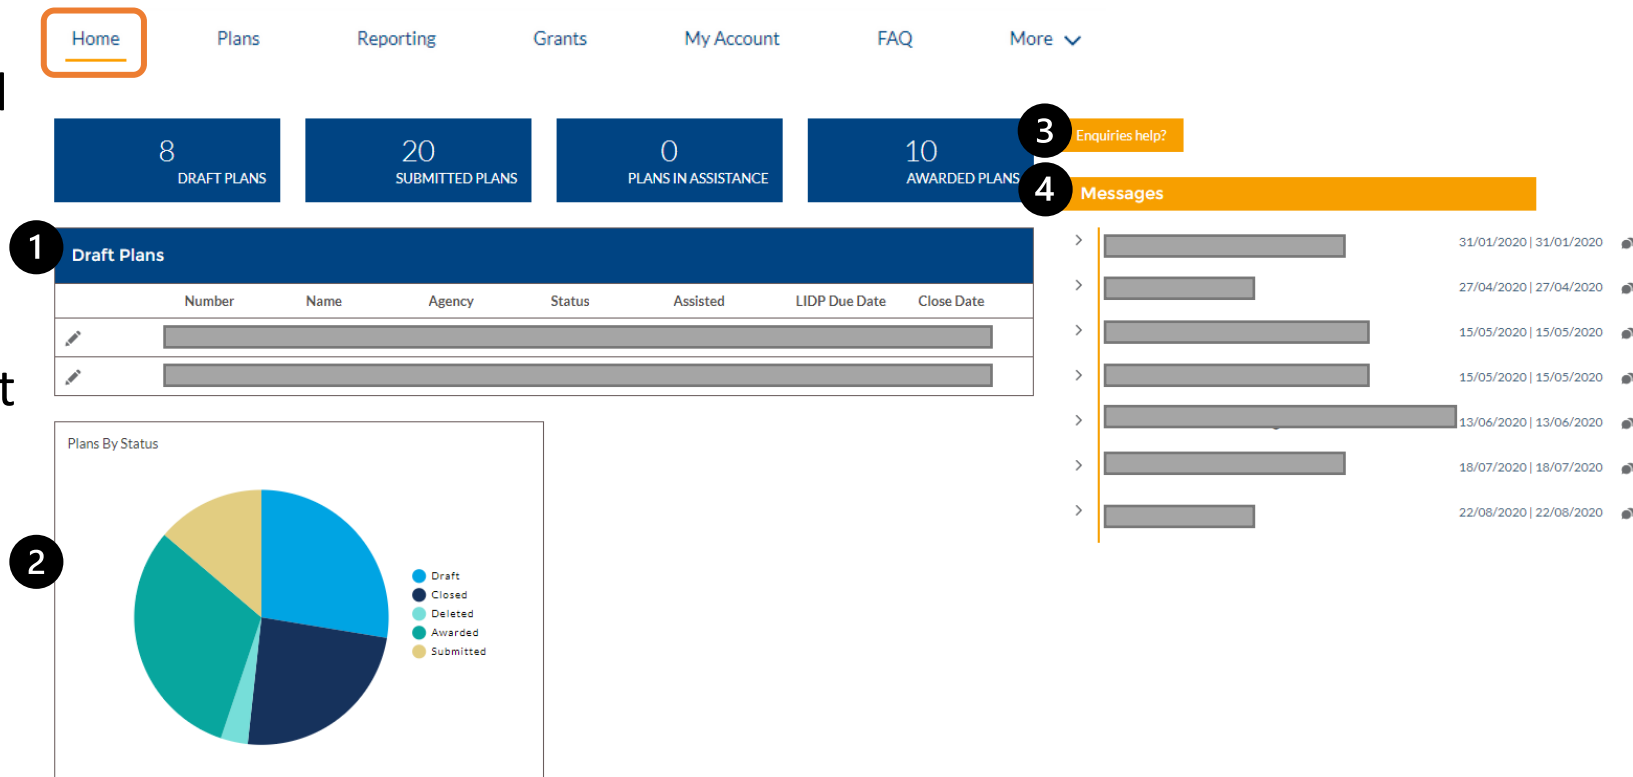 Home Plans Reporting Grants My Account FAQ More
8
DRAFT PLANS
20
SUBMITTED PLANS
0
PLANS IN ASSISTANCE
10
AWARDED PLANS
3 Enquiries help?
4 Messages
1 Draft Plans
Number Name Agency Status Assisted LIDP Due Date Close Date
31/01/2020 | 31/01/2020
27/04/2020 | 27/04/2020
15/05/2020 | 15/05/2020
15/05/2020 | 15/05/2020
13/06/2020 | 13/06/2020
18/07/2020 | 18/07/2020
22/08/2020 | 22/08/2020
t
Plans By Status
2
Draft
Closed
Deleted
Awarded
Submitted